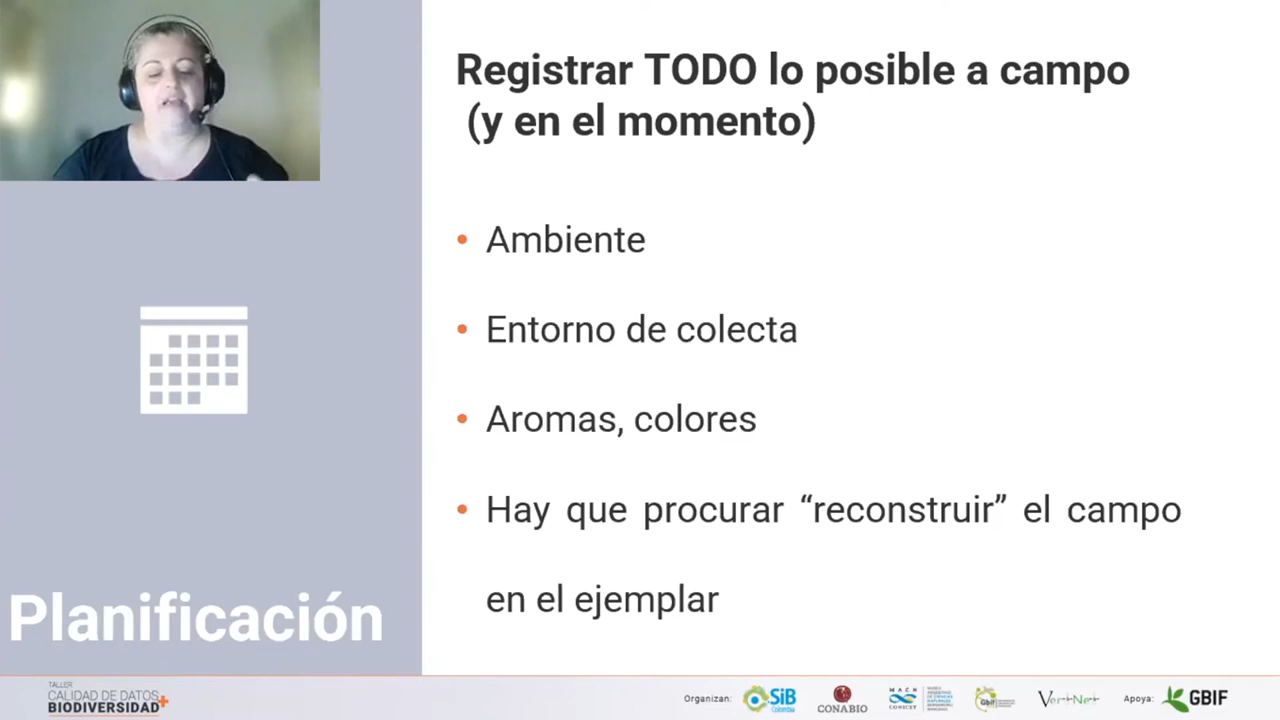 Registrar TODO lo posible a campo
(y en el momento)
• Ambiente
• Entorno de colecta
• Aromas, colores
• Hay que procurar “reconstruir” el campo
en el ejemplar
Planificación
TALLER
CALIDAD DE DATOS
BIODIVERSIDAD+
Organizan:
SiB
Colombia
CONABIO
MACN
CONICET
Gbif
VertNet
Apoya:
GBIF